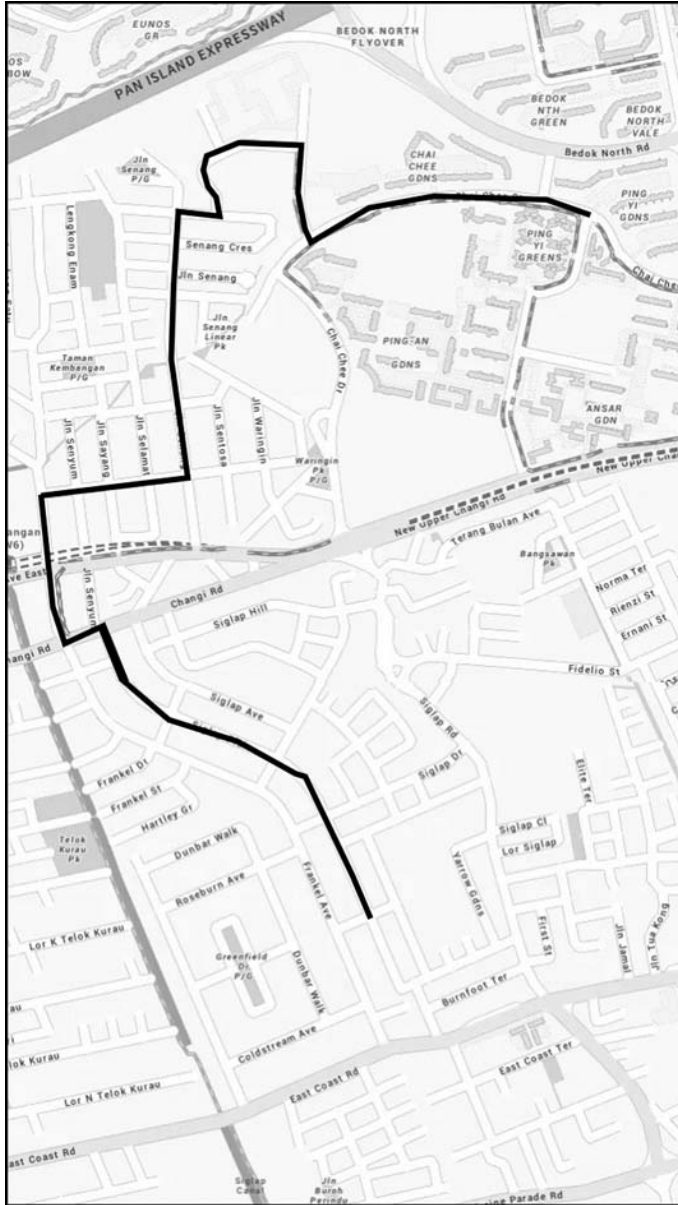 EUNOS
GR
PAN ISLAND EXPRESSWAY
BEDOK NORTH
FLYOVER
BEDOK
NTH
GREEN
BEDOK
NORTH
VALE
Bedok North Rd
Jln
Senang
P/G
CHAI
CHEE
GDNS
PING
YI
GDNS
Lengkong Enam
Senang Cres
PING
YI
GREENS
Jln Senang
Jln
Senang
Linear
Pk
Chai Chee Dr
PING-AN
GDNS
Taman
Kembangan
P/G
ANSAR
GDN
Jln Senyum
Jln Sayang
Jln Selamat
Jln Sentosa
Jln Waringin
Waringin
Pk
P/G
New Upper Changi Rd
Terang Bulan Ave
Bangsawan
Pk
Ave East
Jln Senyum
Changi Rd
Siglap Hill
Norma Ter
Rienzi St
Ernani St
Fidelio St
Siglap Ave
Siglap Rd
Siglap Dr
Frankel Dr
Frankel St
Hartley Gr
Elite Ter
Telok
Kurau
Pk
Dunbar Walk
Siglap Cl
Lor Siglap
Roseburn Ave
Frankel Ave
Yarrow Gdns
First St
Jln Jamal
Jln Tua Kong
Lor K Telok Kurau
Greenfield
Dr
P/G
Dunbar Walk
Burnfoot Ter
Coldstream Ave
East Coast Rd
East Coast Ter
Lor N Telok Kurau
East Coast Rd
Siglap
Canal
Jln
Buroh
Perindu
Parade Rd